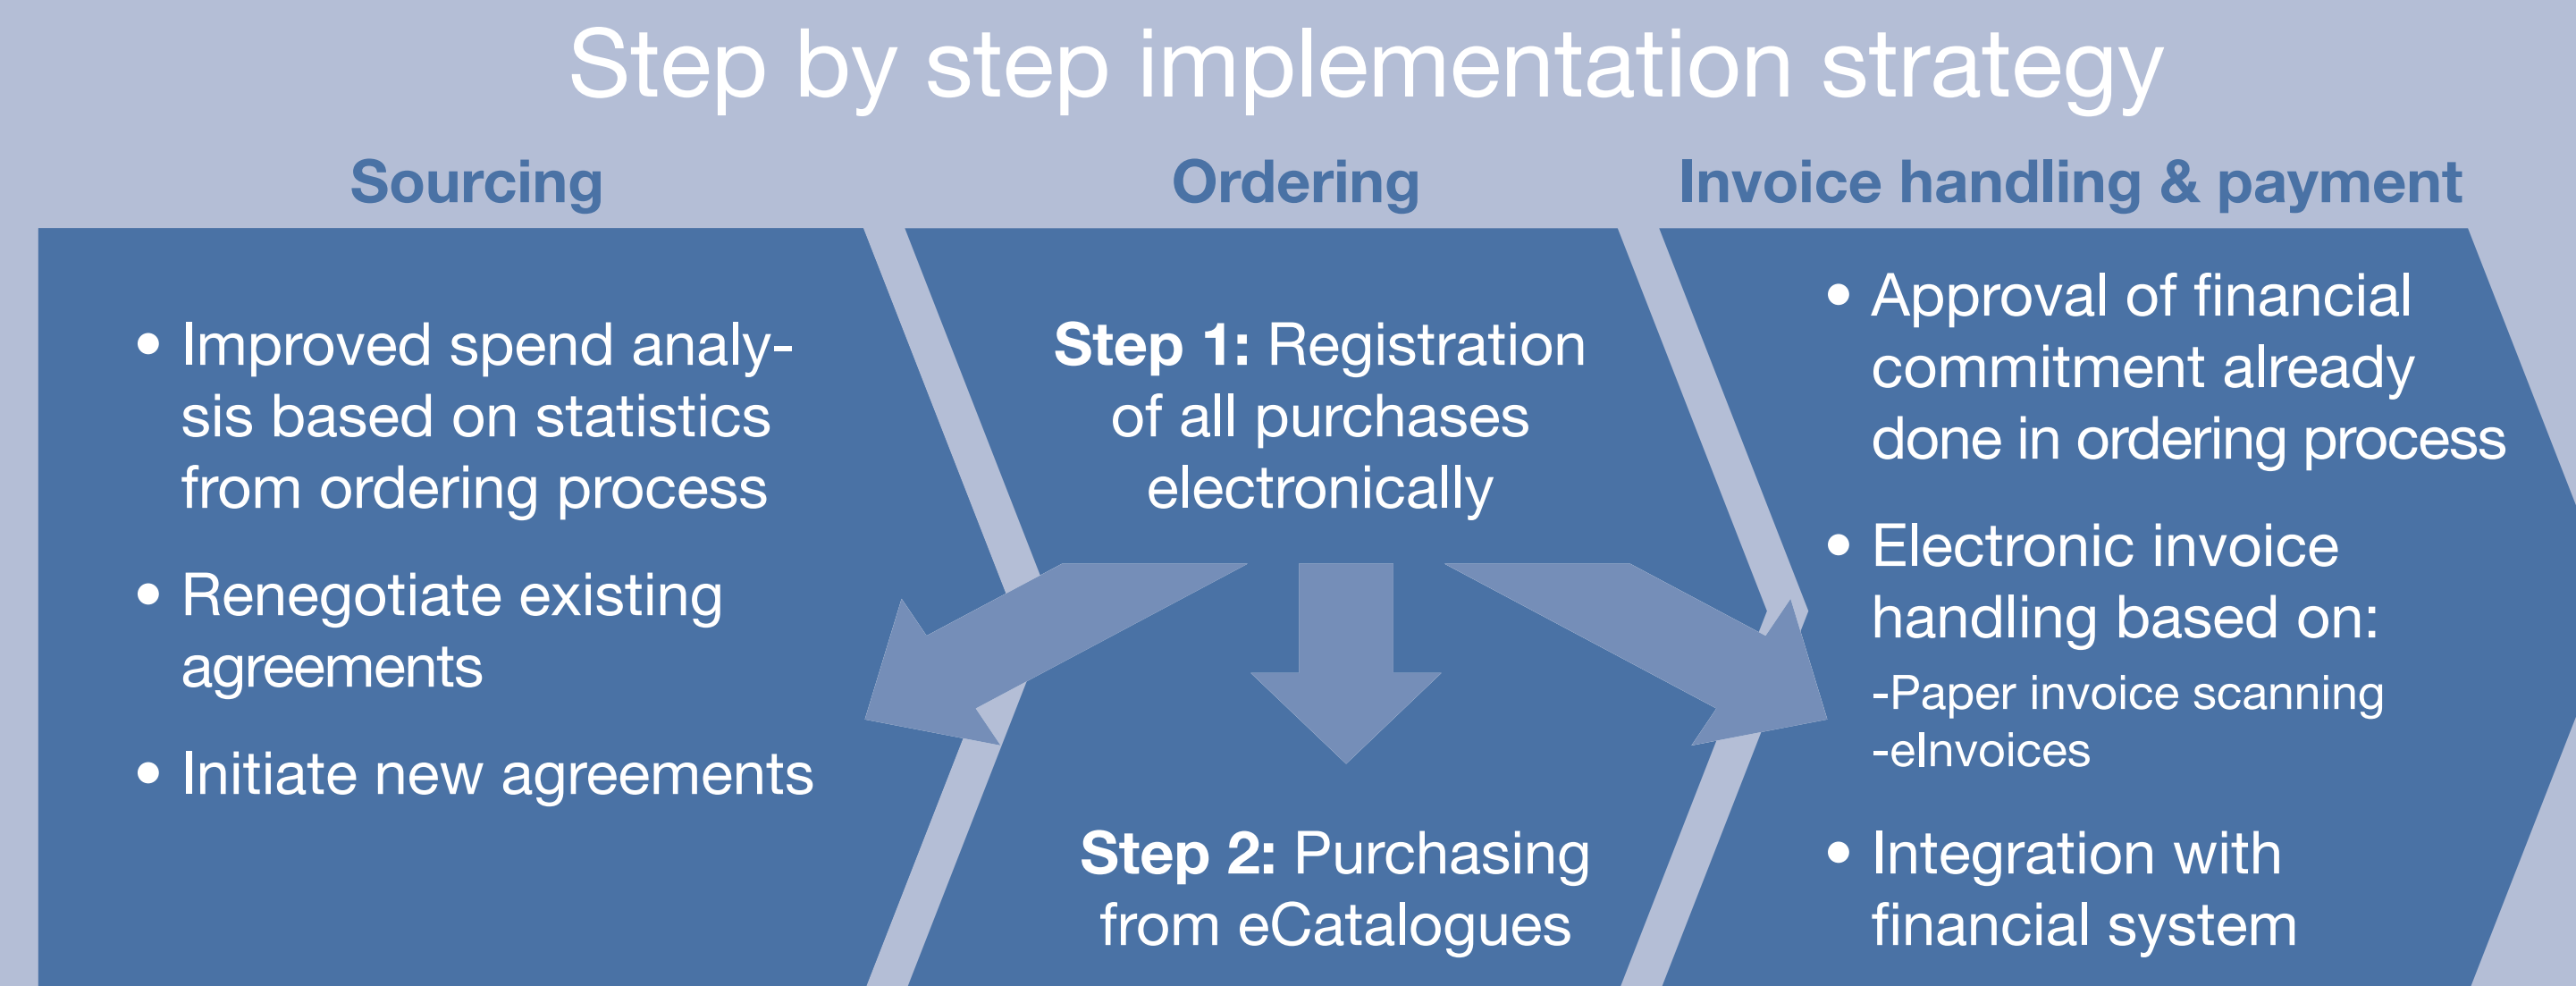 Step by step implementation strategy
Sourcing
• Improved spend analy-
sis based on statistics
from ordering process
• Renegotiate existing
agreements
• Initiate new agreements
Ordering
Step 1: Registration
of all purchases
electronically
Step 2: Purchasing
from eCatalogues
Invoice handling & payment
• Approval of financial
commitment already
done in ordering process
• Electronic invoice
handling based on:
-Paper invoice scanning
-eInvoices
• Integration with
financial system